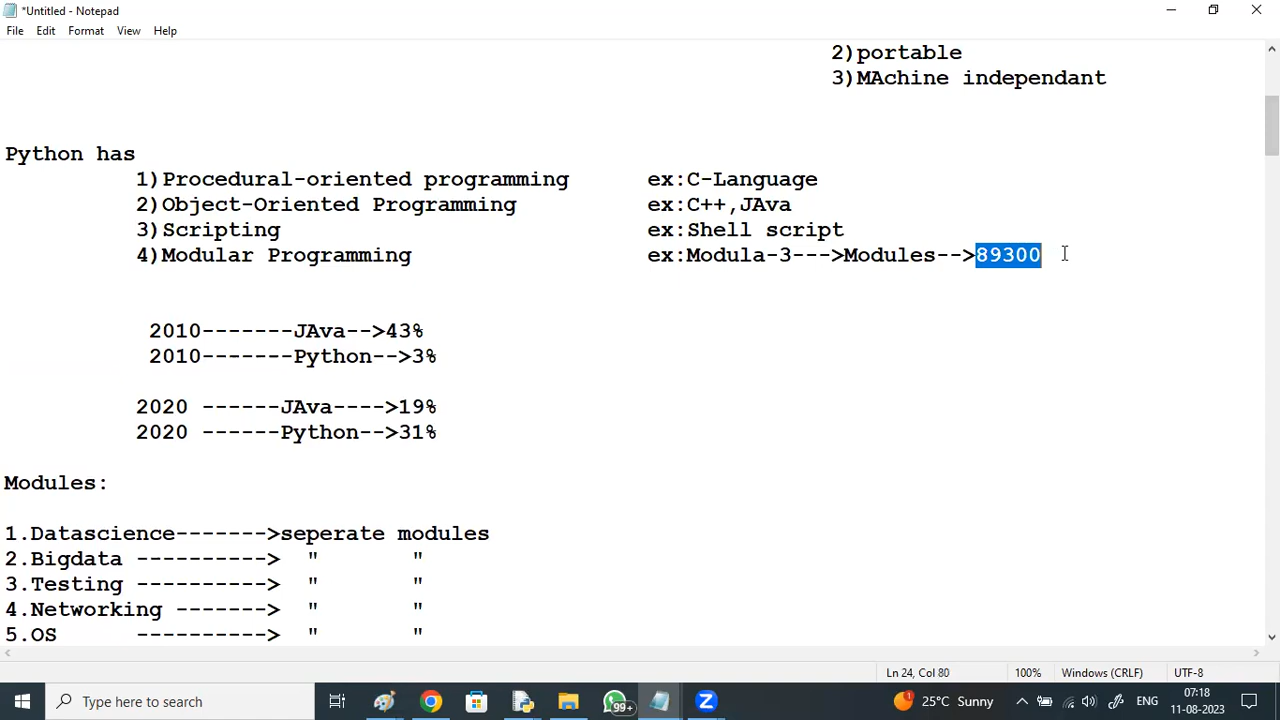 *Untitled - Notepad
File Edit Format View Help
2)portable
3)MAchine independant
Python has
1)Procedural-oriented programming ex:C-Language
2)Object-Oriented Programming ex:C++,JAva
3)Scripting ex:Shell script
4)Modular Programming ex:Modula-3--->Modules-->89300
2010-------JAva-->43%
2010-------Python-->3%
2020 ------JAva---->19%
2020 ------Python-->31%
Modules:
1.Datascience------->seperate modules
2.Bigdata ----------> " "
3.Testing ----------> " "
4.Networking -------> " "
5.OS ----------> " "
Ln 24, Col 80 100% Windows (CRLF) UTF-8
Type here to search 99+ 1 25°C Sunny ENG 07:18
11-08-2023